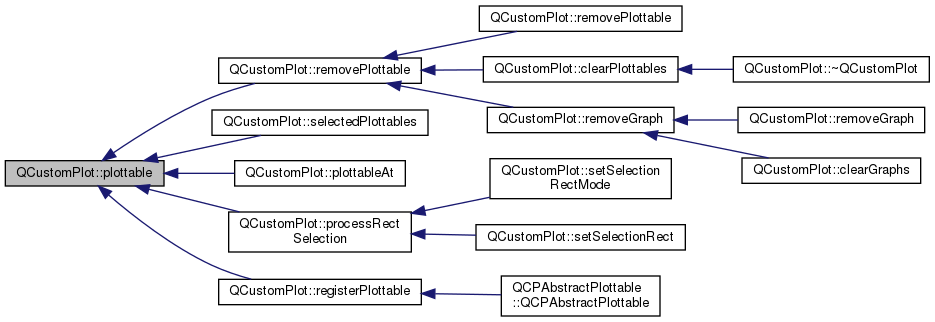 QCustomPlot::plottable
QCustomPlot::removePlottable
QCustomPlot::removePlottable
QCustomPlot::clearPlottables
QCustomPlot::~QCustomPlot
QCustomPlot::removeGraph
QCustomPlot::removeGraph
QCustomPlot::clearGraphs
QCustomPlot::selectedPlottables
QCustomPlot::plottableAt
QCustomPlot::processRect
Selection
QCustomPlot::setSelection
RectMode
QCustomPlot::setSelectionRect
QCustomPlot::registerPlottable
QCPAbstractPlottable
::QCPAbstractPlottable